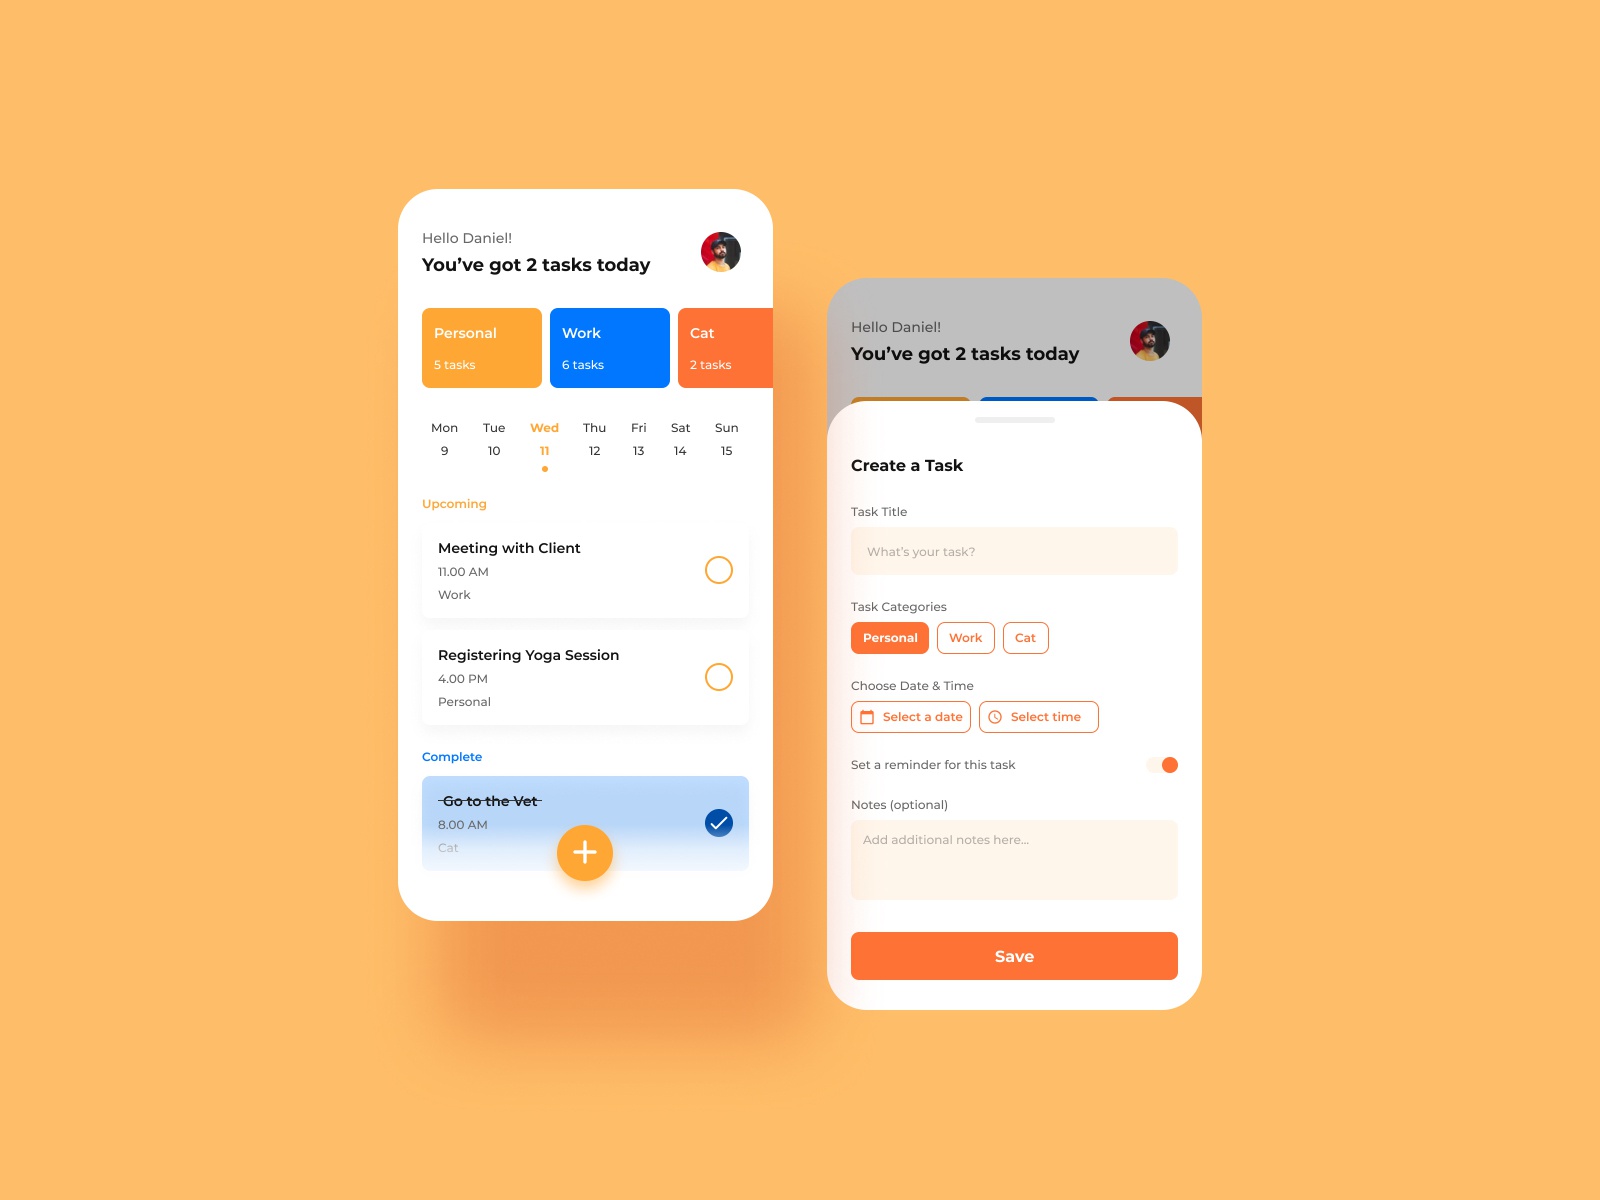 Hello Daniel!
You’ve got 2 tasks today
Personal
5 tasks
Work
6 tasks
Cat
2 tasks
Mon Tue Wed Thu Fri Sat Sun
9 10 11 12 13 14 15
Upcoming
Meeting with Client
11.00 AM
Work
Registering Yoga Session
4.00 PM
Personal
Complete
Go to the Vet
8.00 AM
Cat
Hello Daniel!
You’ve got 2 tasks today
Create a Task
Task Title
What’s your task?
Task Categories
Personal Work Cat
Choose Date & Time
Select a date Select time
Set a reminder for this task
Notes (optional)
Add additional notes here...
Save